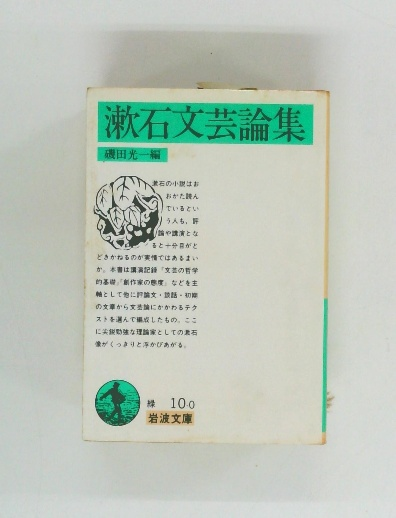 漱石文芸論集
磯田光一編
漱石の小説はお
おかた読ん
でいるとい
う人も、評
論や講演とな
ると十分目がと
どきかねるのが実情ではあるまい
か。本書は講演記録「文芸の哲学
的基礎」「創作家の態度」などを主
軸として他に評論文・談話・初期
の文章から文芸論にかかわるテク
ストを選んで編成したもの。ここ
に尖鋭勁強な理論家としての漱石
像がくっきりと浮かびあがる。
緑 10-0
岩波文庫